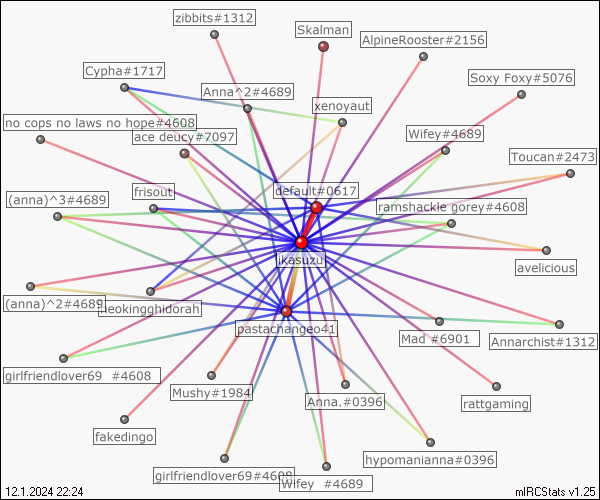 zibbits#1312
Skalman
AlpineRooster#2156
Cypha#1717
Soxy Foxy#5076
Anna^2#4689
xenoyaut
no cops no laws no hope#4608
ace deucy#7097
Wifey#4689
Toucan#2473
(anna)^3#4689
frisout
default#0617
ramshackle gorey#4608
jkasuzu
avelicious
(anna)^2#4689
neokingghidorah
pastachangeo41
Mad #6901
Annarchist#1312
girlfriendlover69 #4608
Mushy#1984
Anna.#0396
rattgaming
fakedingo
hypomanianna#0396
girlfriendlover69#4608
Wifey #4689
12.1.2024 22:24
mIRCStats v1.25